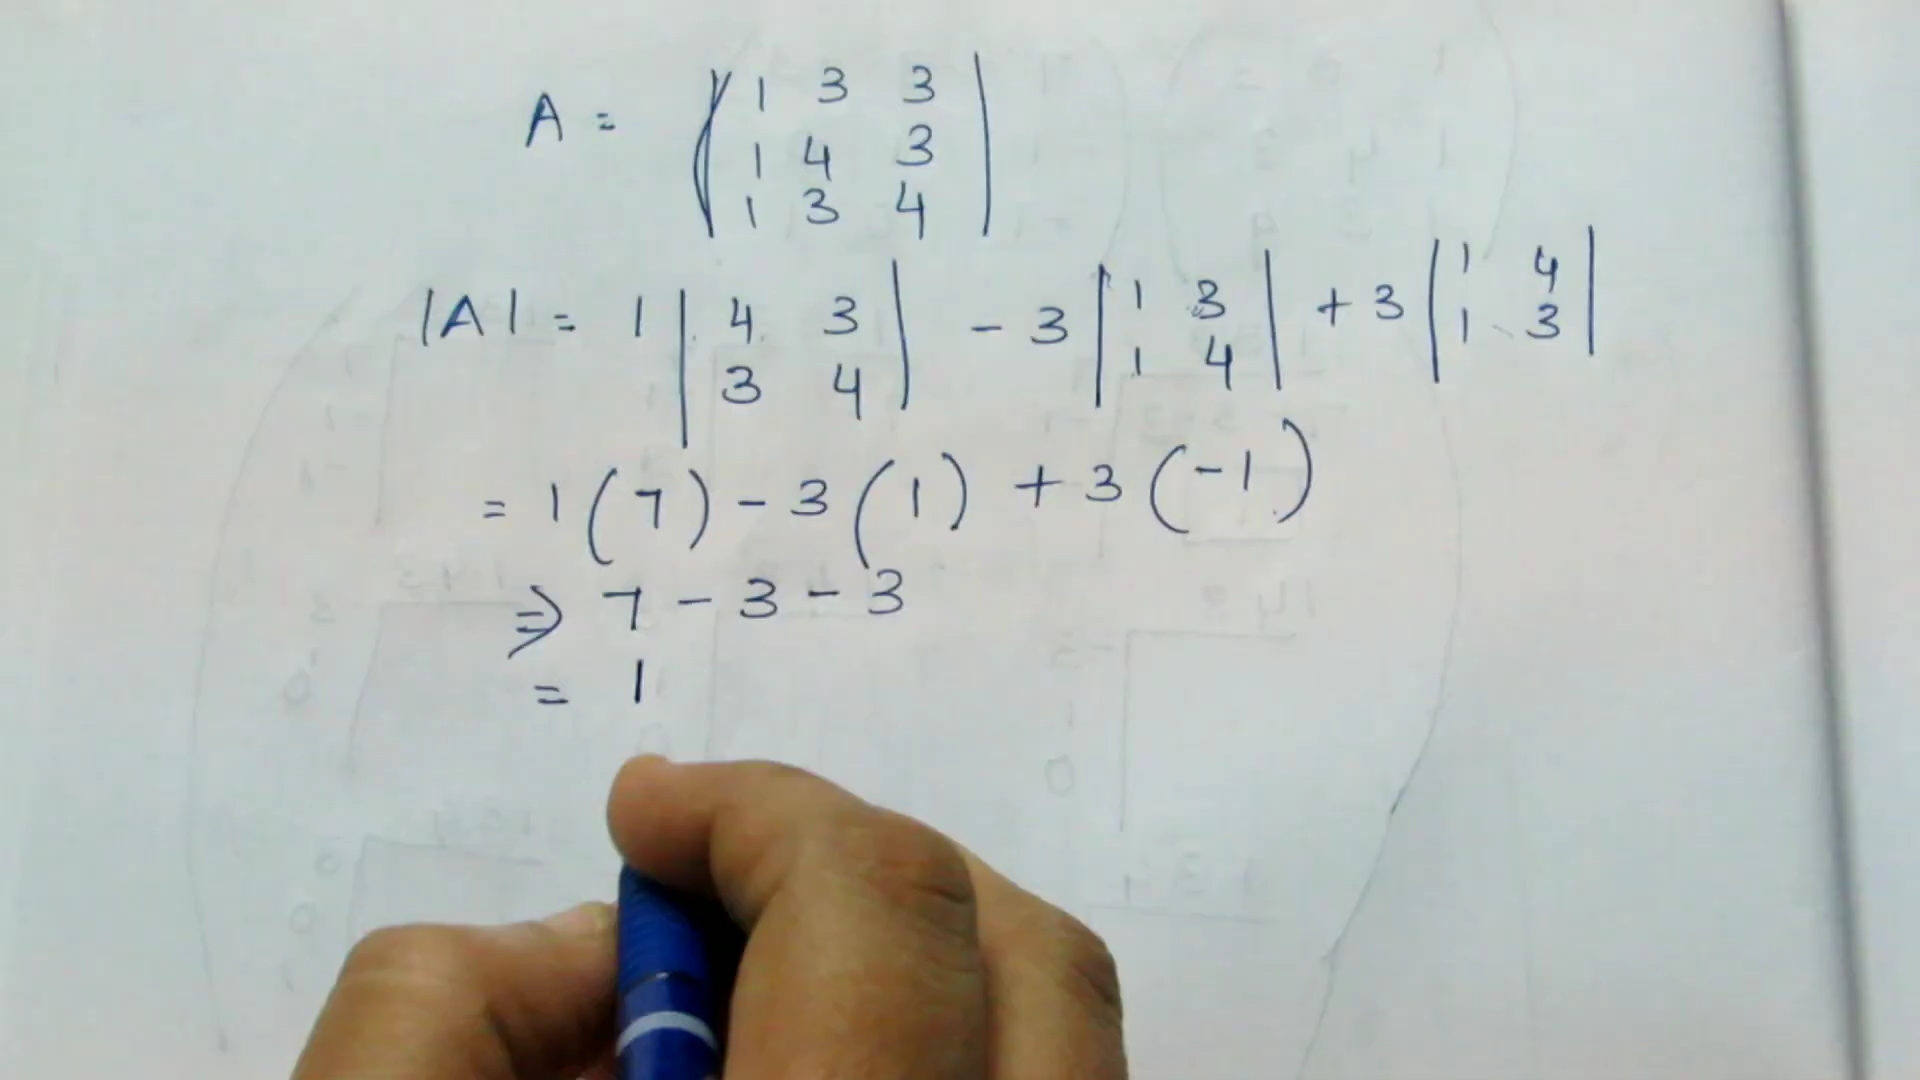 A = | 1 3 3 |
| 1 4 3 |
| 1 3 4 |
|A| = 1 | 4 3 | - 3 | 1 3 | + 3 | 1 4 |
| 3 4 | | 1 4 | | 1 3 |
= 1 ( 7 ) - 3 ( 1 ) + 3 ( -1 )
⇒ 7 - 3 - 3
= 1